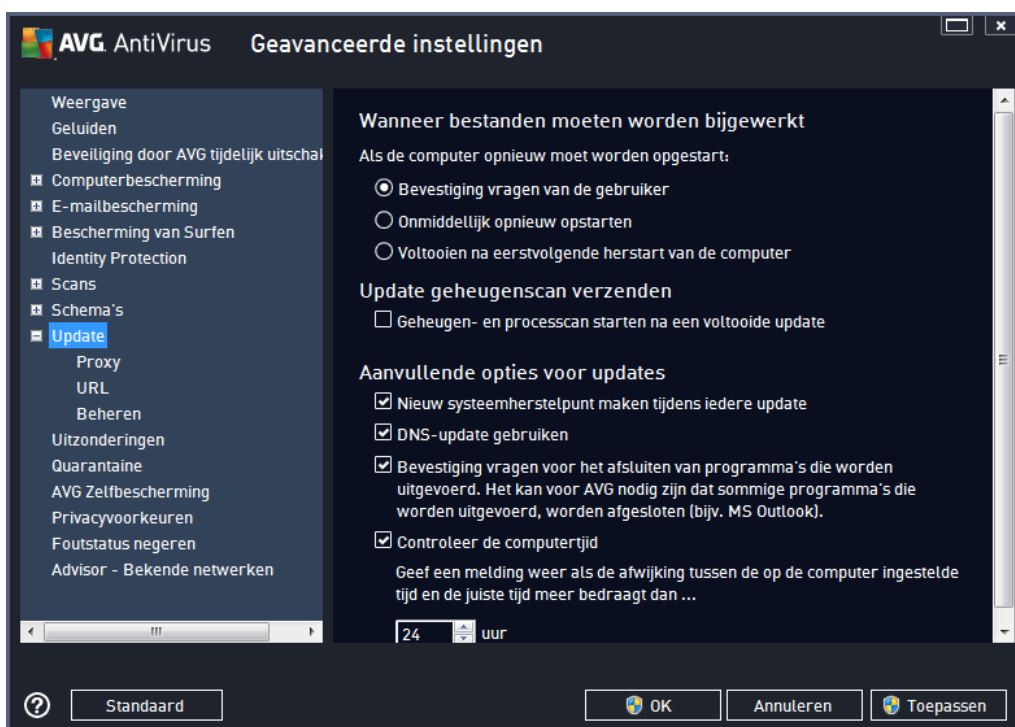 AVG. AntiVirus Geavanceerde instellingen
Weergave
Geluiden
Beveiliging door AVG tijdelijk uitschal
Computerbescherming
E-mailbescherming
Bescherming van Surfen
Identity Protection
Scans
Schema's
Update
Proxy
URL
Beheren
Uitzonderingen
Quarantaine
AVG Zelfbescherming
Privacyvoorkeuren
Foutstatus negeren
Advisor - Bekende netwerken
Wanneer bestanden moeten worden bijgewerkt
Als de computer opnieuw moet worden opgestart:
Bevestiging vragen van de gebruiker
Onmiddellijk opnieuw opstarten
Voltooien na eerstvolgende herstart van de computer
Update geheugenscan verzenden
Geheugen- en processcan starten na een voltooide update
Aanvullende opties voor updates
Nieuw systeemherstelpunt maken tijdens iedere update
DNS-update gebruiken
Bevestiging vragen voor het afsluiten van programma's die worden
uitgevoerd. Het kan voor AVG nodig zijn dat sommige programma's die
worden uitgevoerd, worden afgesloten (bijv. MS Outlook).
Controleer de computertjid
Geef een melding weer als de afwijking tussen de op de computer ingestelde
tijd en de juiste tijd meer bedraagt dan ...
24 uur
? Standaard OK Annuleren Toepassen